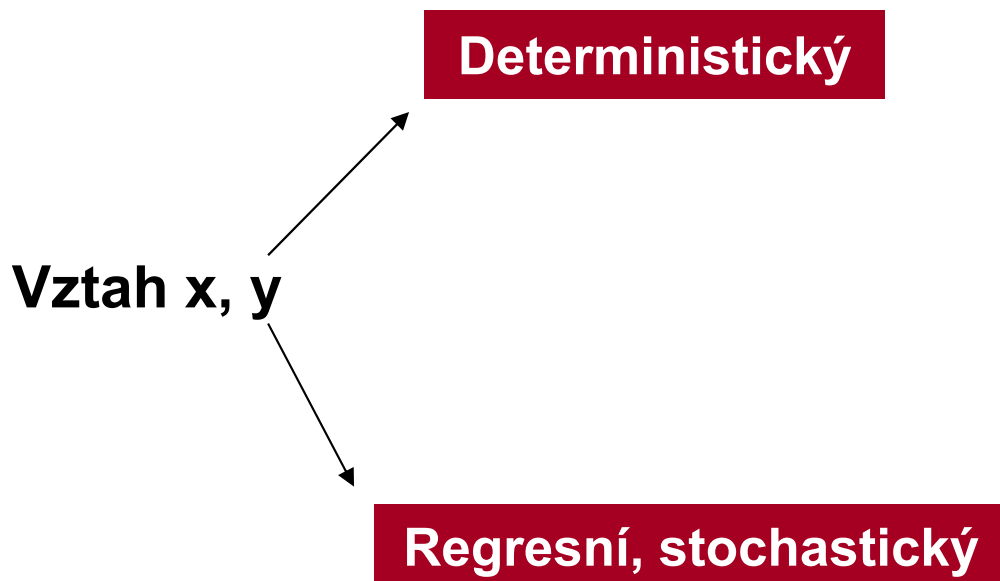 Deterministický
Vztah x, y
Regresní, stochastický